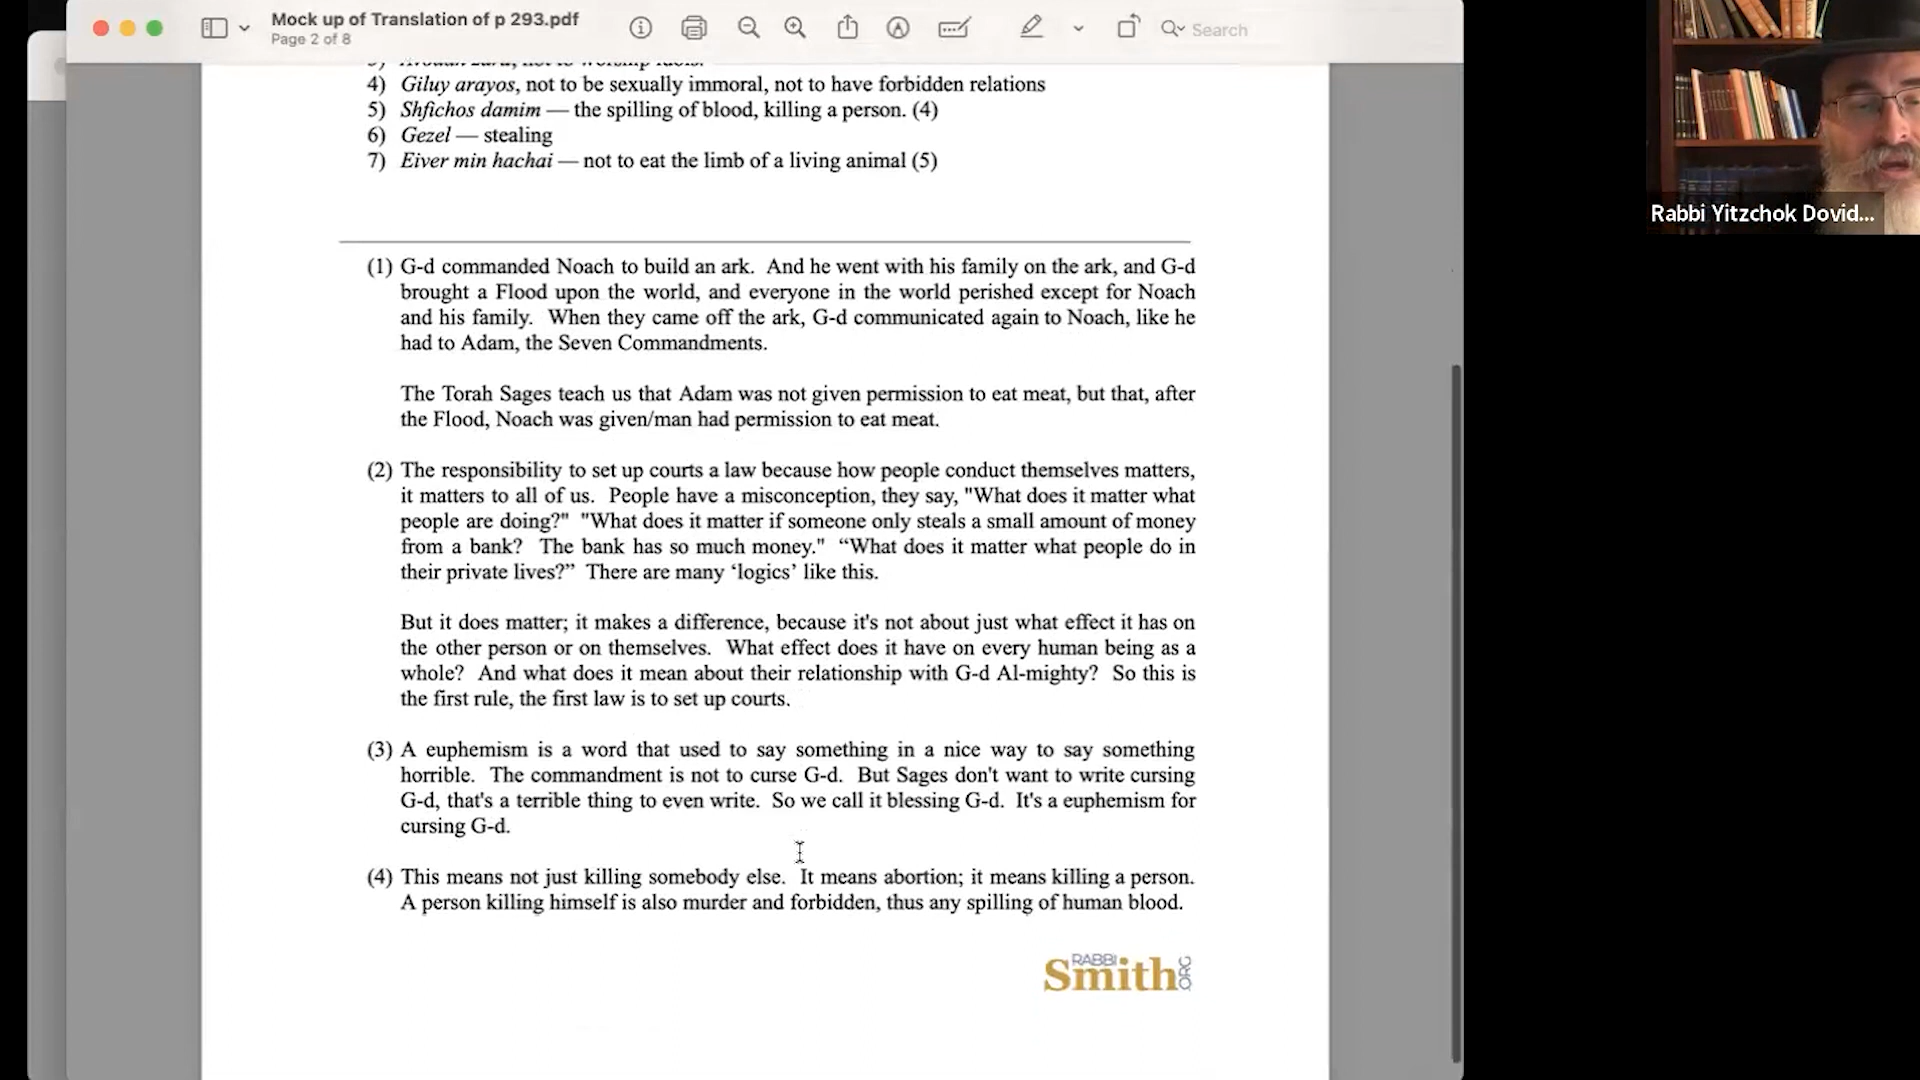 Mock up of Translation of p 293.pdf
Page 2 of 8
Search
3) Avodah zara, not to worship idols.
4) Giluy arayos, not to be sexually immoral, not to have forbidden relations
5) Shfichos damim — the spilling of blood, killing a person. (4)
6) Gezel — stealing
7) Eiver min hachai — not to eat the limb of a living animal (5)
(1) G-d commanded Noach to build an ark. And he went with his family on the ark, and G-d
brought a Flood upon the world, and everyone in the world perished except for Noach
and his family. When they came off the ark, G-d communicated again to Noach, like he
had to Adam, the Seven Commandments.
The Torah Sages teach us that Adam was not given permission to eat meat, but that, after
the Flood, Noach was given/man had permission to eat meat.
(2) The responsibility to set up courts a law because how people conduct themselves matters,
it matters to all of us. People have a misconception, they say, "What does it matter what
people are doing?" "What does it matter if someone only steals a small amount of money
from a bank? The bank has so much money." “What does it matter what people do in
their private lives?” There are many ‘logics’ like this.
But it does matter; it makes a difference, because it's not about just what effect it has on
the other person or on themselves. What effect does it have on every human being as a
whole? And what does it mean about their relationship with G-d Al-mighty? So this is
the first rule, the first law is to set up courts.
(3) A euphemism is a word that used to say something in a nice way to say something
horrible. The commandment is not to curse G-d. But Sages don't want to write cursing
G-d, that's a terrible thing to even write. So we call it blessing G-d. It's a euphemism for
cursing G-d.
(4) This means not just killing somebody else. It means abortion; it means killing a person.
A person killing himself is also murder and forbidden, thus any spilling of human blood.
RABBI
Smith
ORG
Rabbi Yitzchok Dovid...